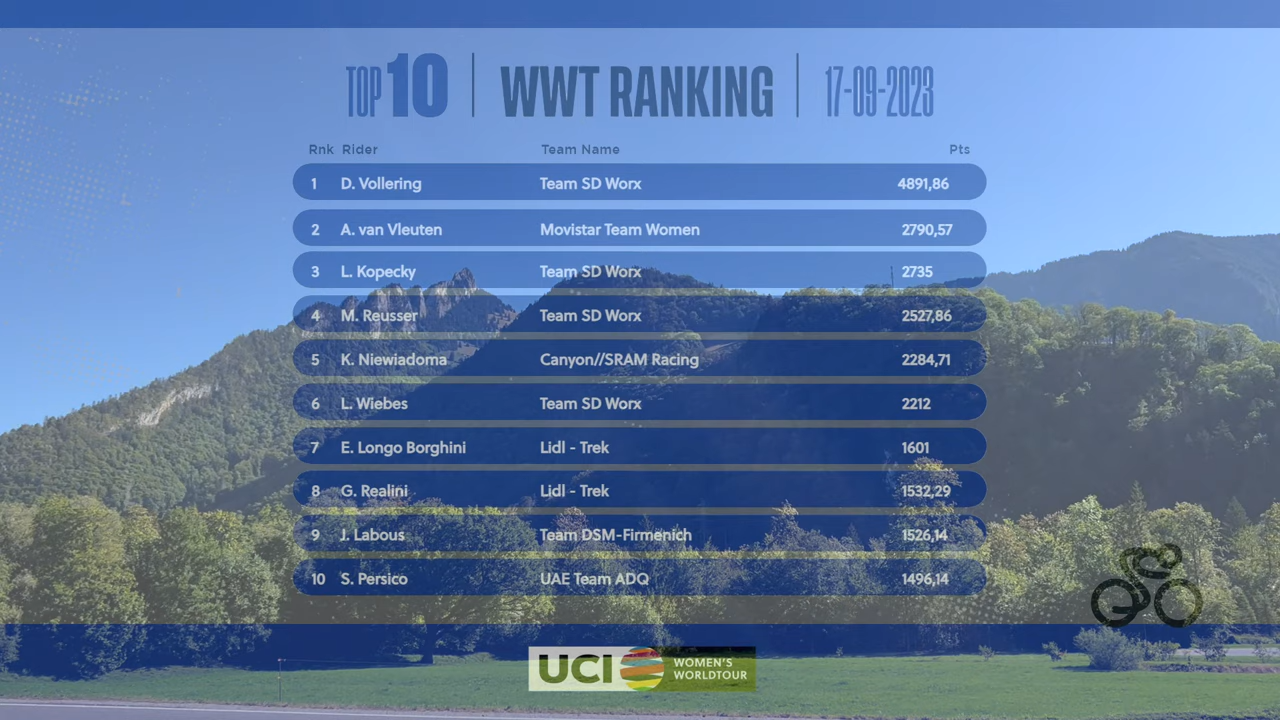 TOP 10 | WWT RANKING | 17-09-2023
Rnk Rider Team Name Pts
1 D. Vollering Team SD Worx 4891,86
2 A. van Vleuten Movistar Team Women 2790,57
3 L. Kopecky Team SD Worx 2735
4 M. Reusser Team SD Worx 2527,86
5 K. Niewiadoma Canyon//SRAM Racing 2284,71
6 L. Wiebes Team SD Worx 2212
7 E. Longo Borghini Lidl - Trek 1601
8 G. Realini Lidl - Trek 1532,29
9 J. Labous Team DSM-Firmenich 1526,14
10 S. Persico UAE Team ADQ 1496,14
UCI WOMEN'S
WORLDTOUR